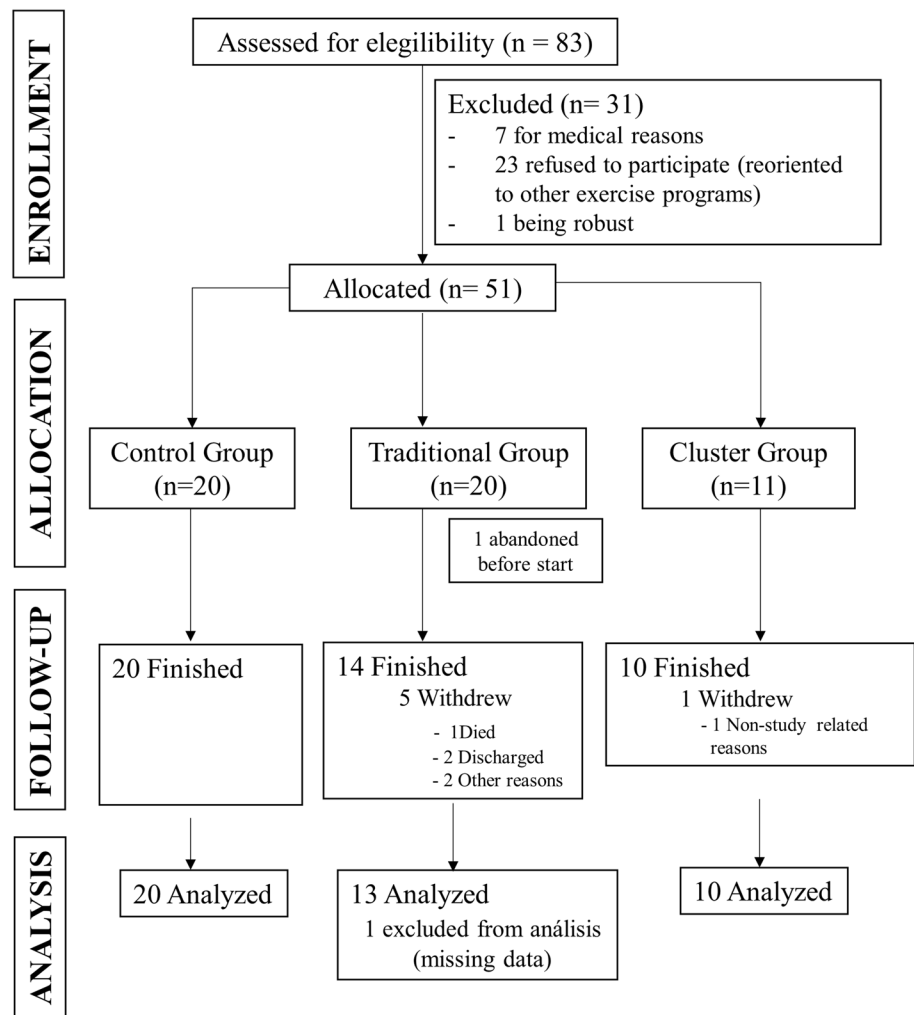 ENROLLMENT
Assessed for elegilibility (n = 83)
Excluded (n= 31)
- 7 for medical reasons
- 23 refused to participate (reoriented
to other exercise programs)
- 1 being robust
Allocated (n= 51)
ALLOCATION
Control Group
(n=20)
Traditional Group
(n=20)
Cluster Group
(n=11)
1 abandoned
before start
FOLLOW-UP
20 Finished
14 Finished
5 Withdrew
- 1Died
- 2 Discharged
- 2 Other reasons
10 Finished
1 Withdrew
- 1 Non-study related
reasons
ANALYSIS
20 Analyzed
13 Analyzed
1 excluded from análisis
(missing data)
10 Analyzed